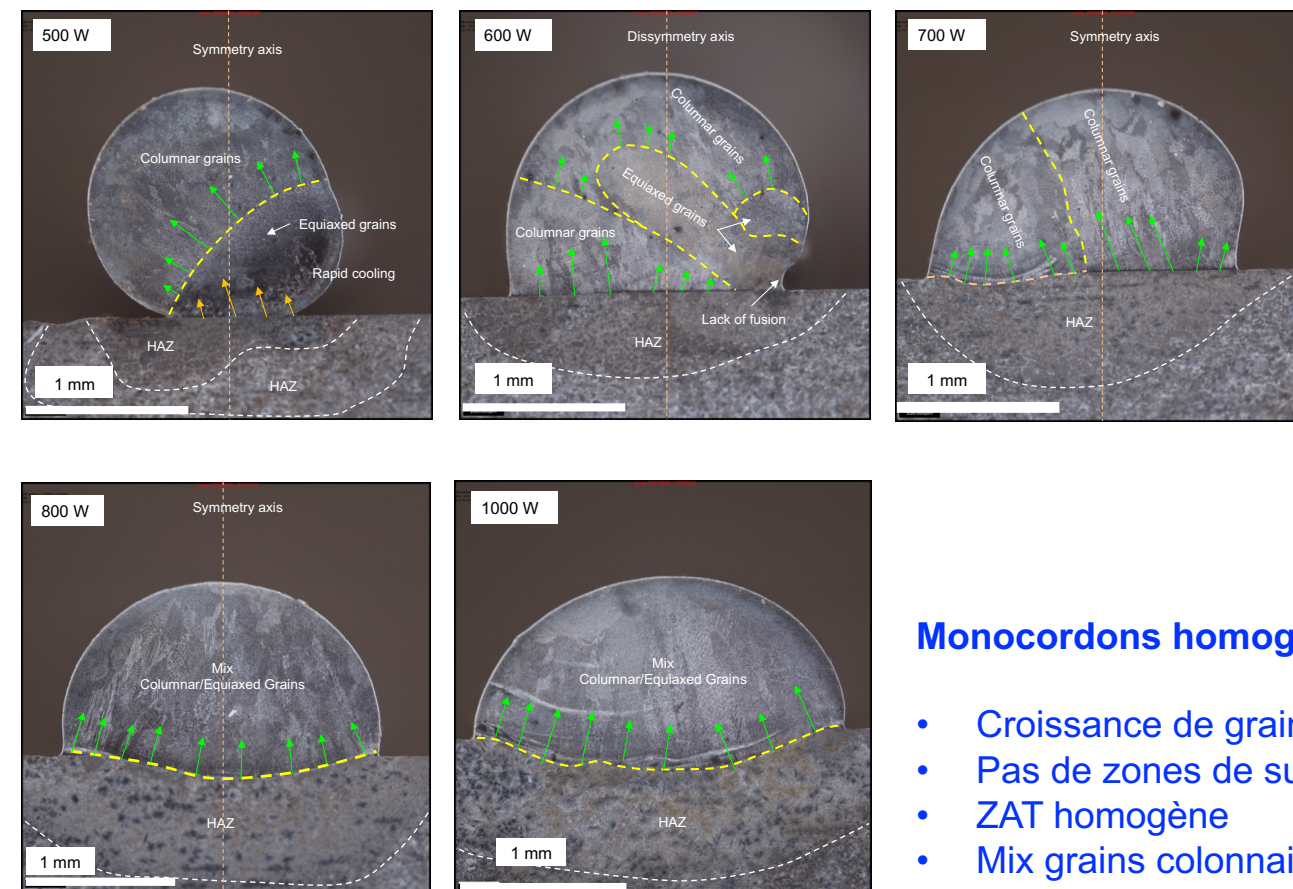 500 W
Symmetry axis
Columnar grains
Equiaxed grains
Rapid cooling
HAZ
HAZ
1 mm
600 W
Dissymmetry axis
Columnar grains
Equiaxed grains
Columnar grains
Lack of fusion
HAZ
1 mm
700 W
Symmetry axis
Columnar grains
Columnar grains
HAZ
1 mm
800 W
Symmetry axis
Mix
Columnar/Equiaxed Grains
HAZ
1 mm
1000 W
Mix
Columnar/Equiaxed Grains
HAZ
1 mm
Monocordons homog
• Croissance de grain
• Pas de zones de su
• ZAT homogène
• Mix grains colonnai